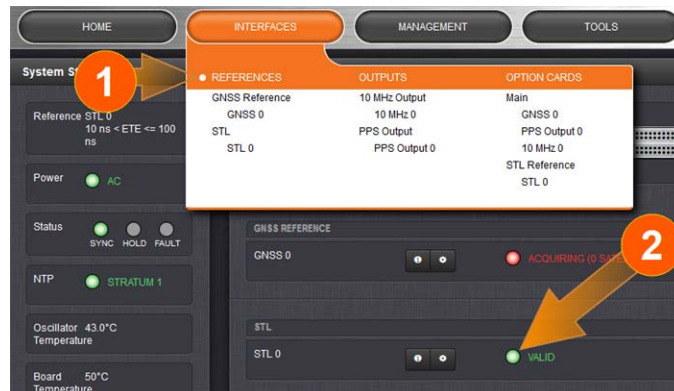 HOME
INTERFACES
MANAGEMENT
TOOLS
System
1
REFERENCES
OUTPUTS
OPTION CARDS
GNSS Reference
10 MHz Output
Main
GNSS 0
10 MHz 0
GNSS 0
STL
PPS Output
PPS Output 0
STL 0
PPS Output 0
10 MHz 0
STL Reference
STL 0
Reference STL 0
10 ns < ETE <= 100
ns
Power AC
Status
SYNC HOLD FAULT
NTP STRATUM 1
Oscillator 43.0°C
Temperature
Board 50°C
Temperature
GNSS REFERENCE
GNSS 0
ACQUIRING (0
2
STL
STL 0
VALID